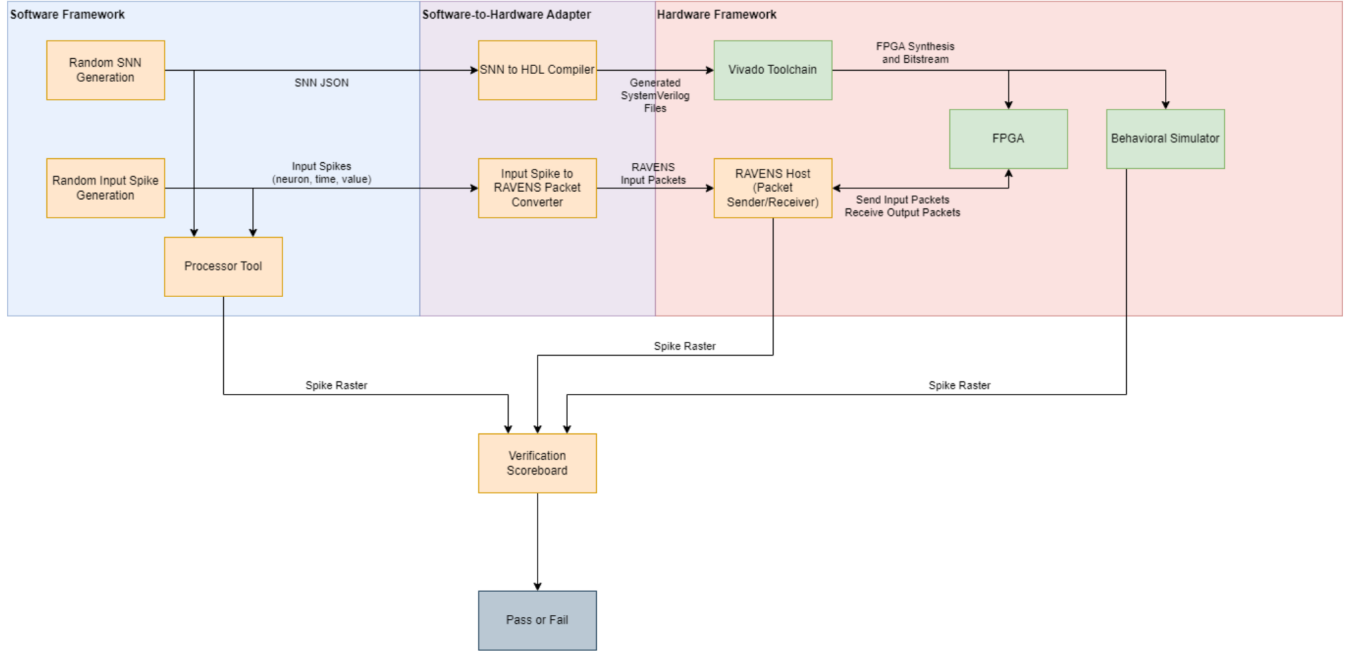 Software Framework
Software-to-Hardware Adapter
Hardware Framework
Random SNN
Generation
SNN JSON
SNN to HDL Compiler
Generated
SystemVerilog
Files
Vivado Toolchain
FPGA Synthesis
and Bitstream
FPGA
Behavioral Simulator
Random Input Spike
Generation
Input Spikes
(neuron, time, value)
Input Spike to
RAVENS Packet
Converter
RAVENS
Input Packets
RAVENS Host
(Packet
Sender/Receiver)
Send Input Packets
Receive Output Packets
Processor Tool
Spike Raster
Spike Raster
Spike Raster
Verification
Scoreboard
Pass or Fail